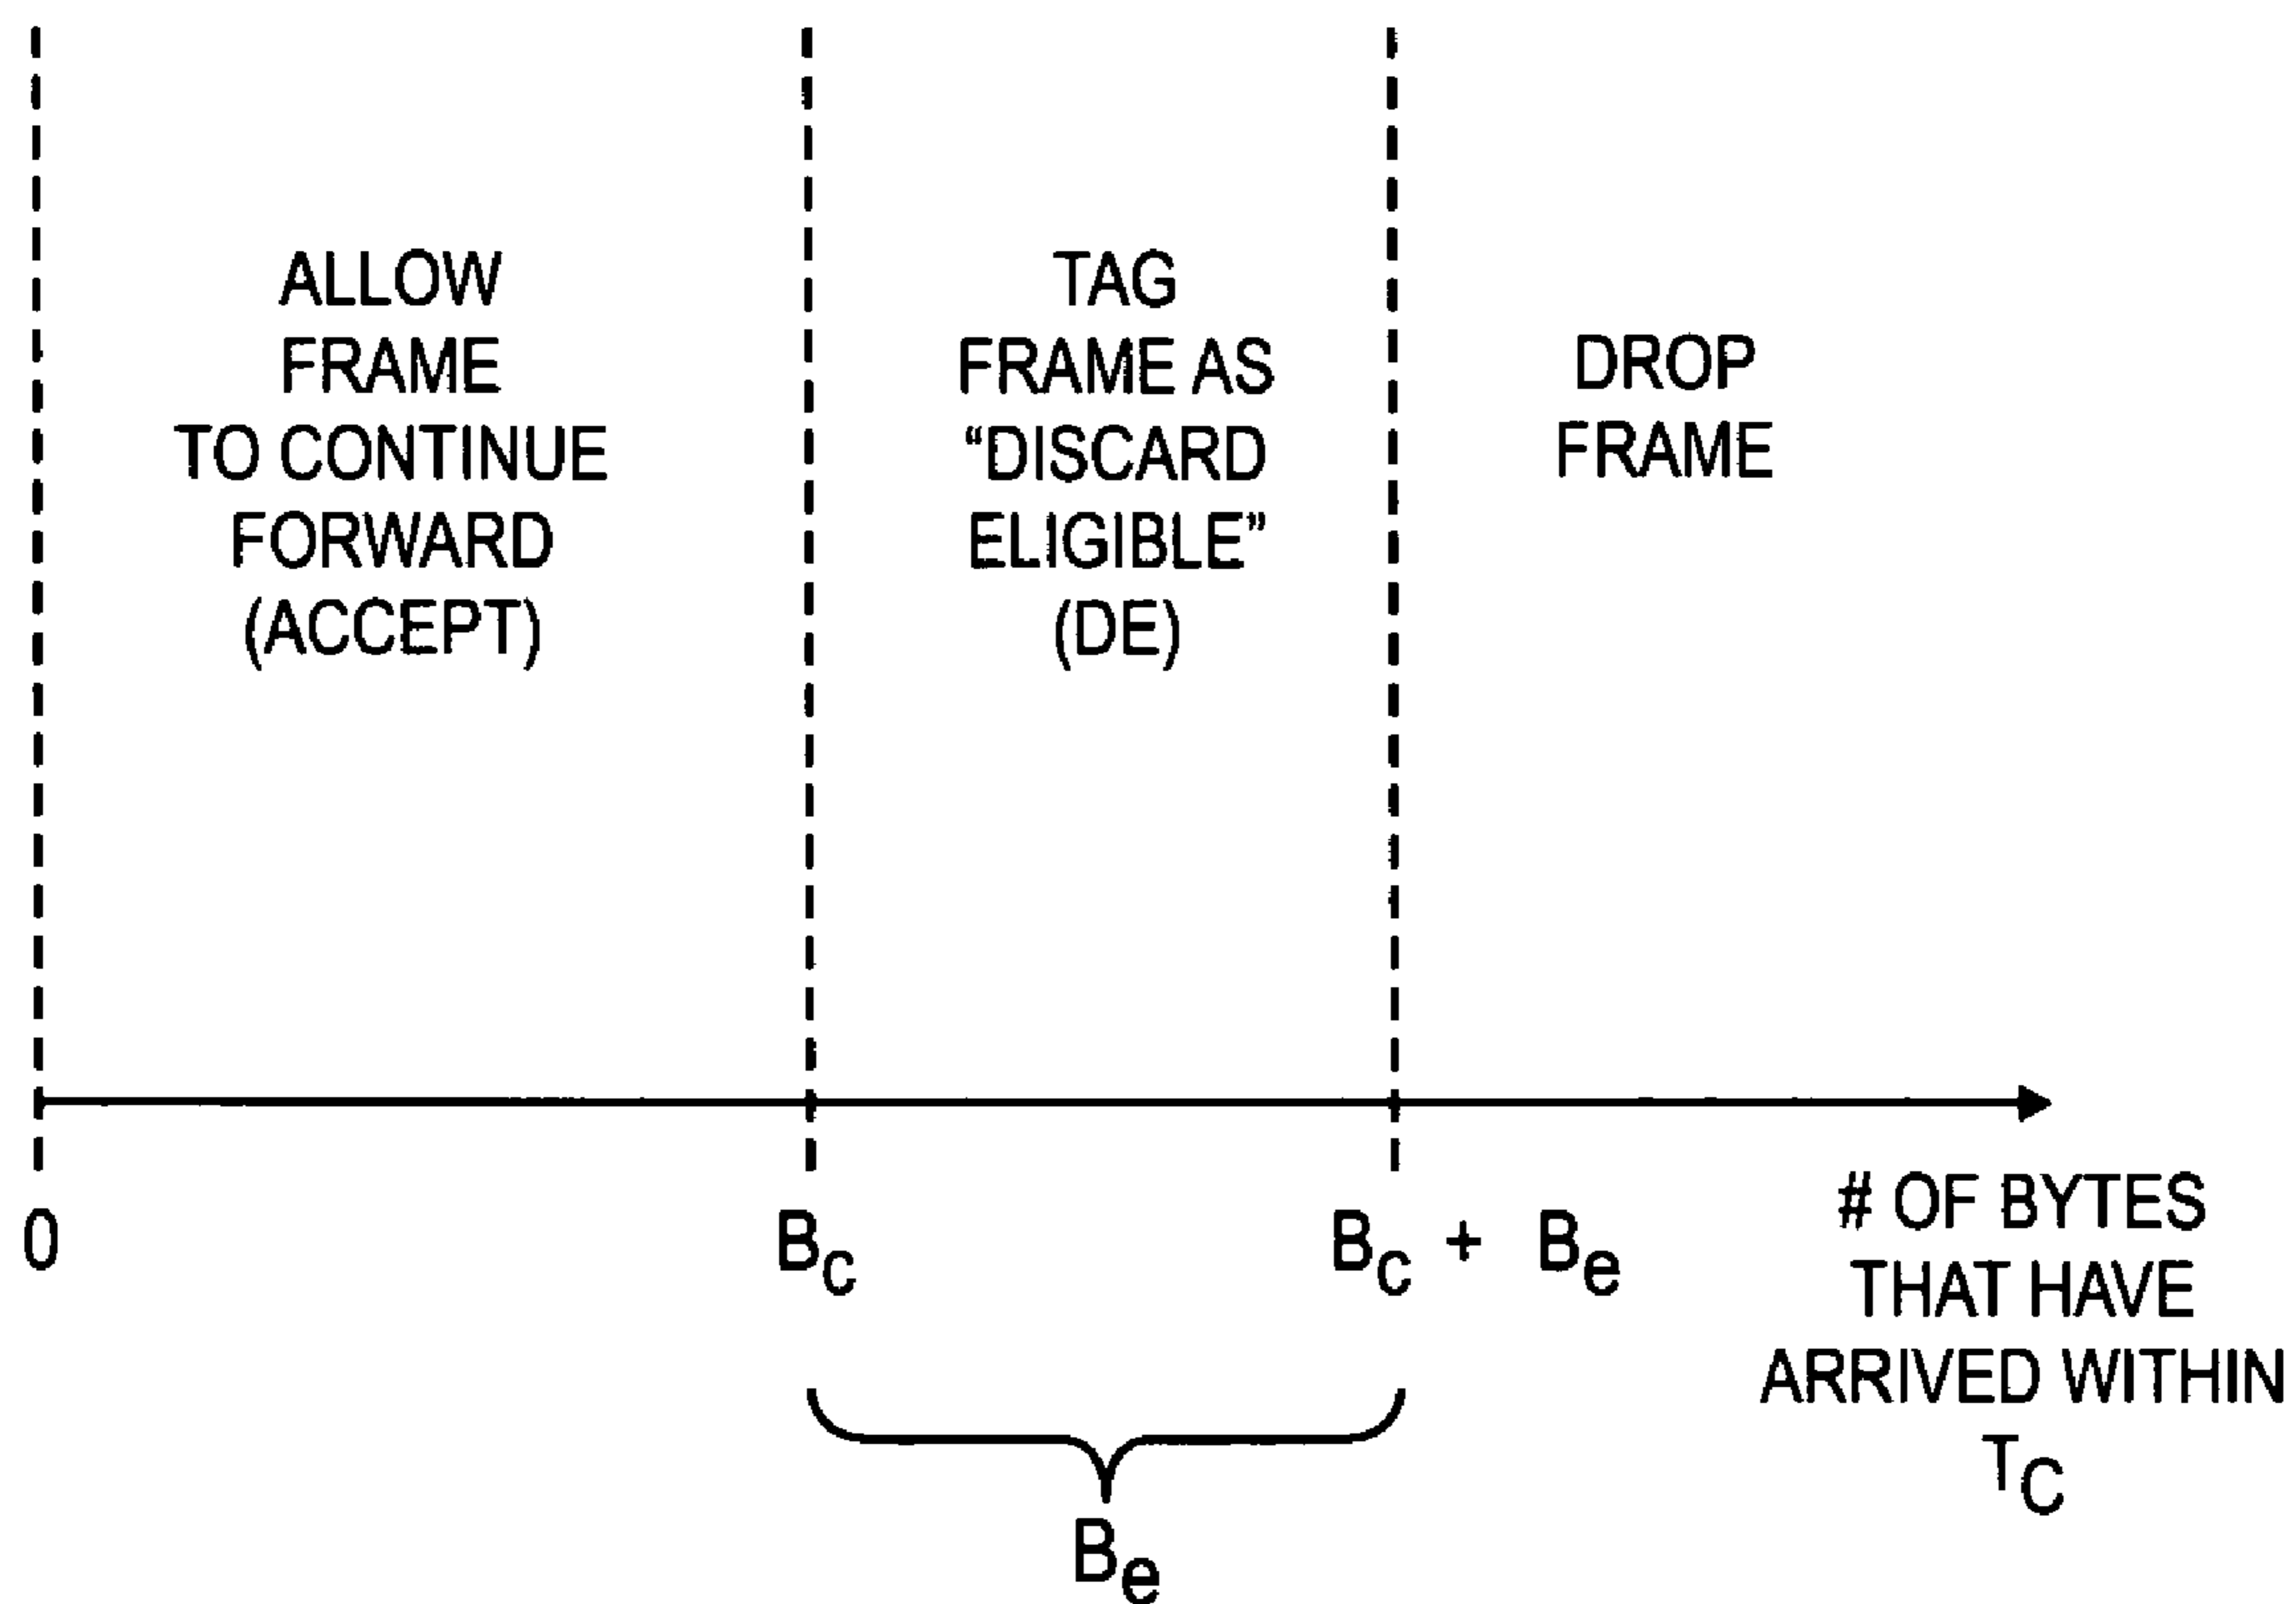 ALLOW
FRAME
TO CONTINUE
FORWARD
(ACCEPT)
TAG
FRAME AS
“DISCARD
ELIGIBLE”
(DE)
DROP
FRAME
0
Bc
Bc + Be
# OF BYTES
THAT HAVE
ARRIVED WITHIN
TC
Be